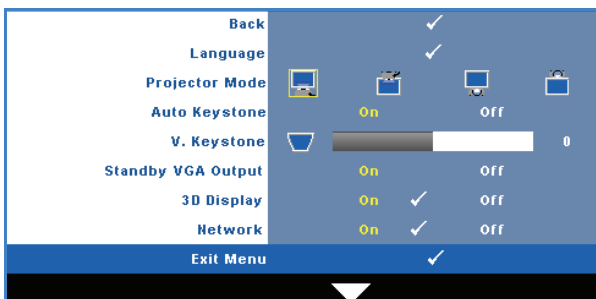 Back
Language
Projector Mode
Auto Keystone On Off
V. Keystone 0
Standby VGA Output On Off
3D Display On Off
Network On Off
Exit Menu